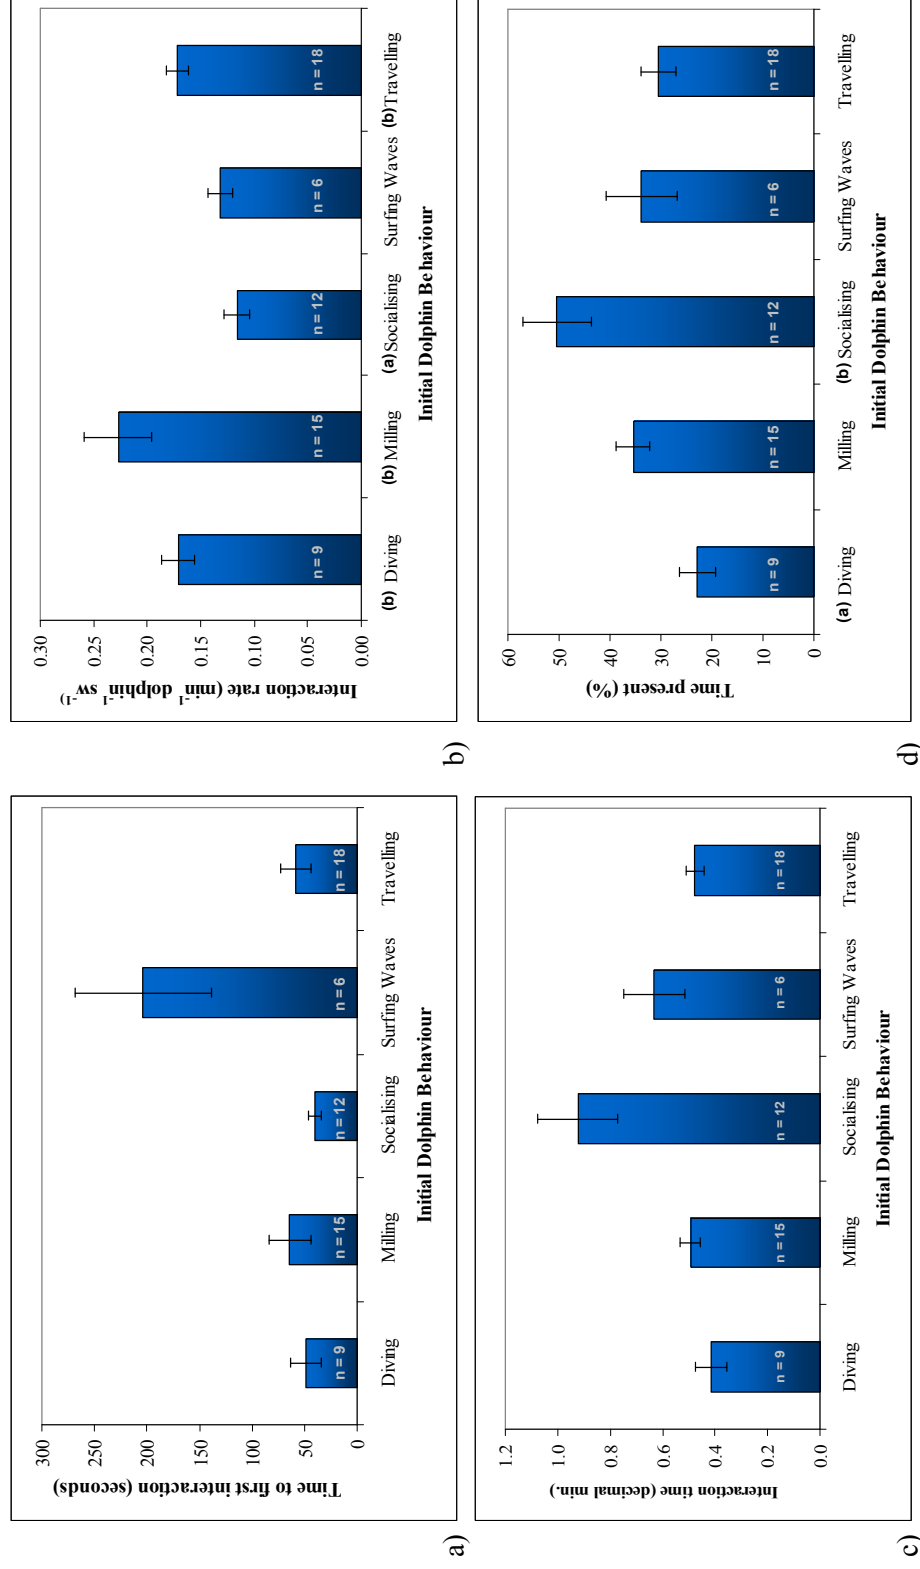 a)
Time to first interaction (seconds)
300
250
200
150
100
50
0
n = 9
n = 15
n = 12
n = 6
n = 18
Diving
Milling
Socialising
Surfing Waves
Travelling
Initial Dolphin Behaviour
b)
Interaction rate (min⁻¹ dolphin⁻¹ sw⁻¹)
0.30
0.25
0.20
0.15
0.10
0.05
0.00
n = 9
n = 15
n = 12
n = 6
n = 18
(b) Diving
(b) Milling
(a) Socialising
Surfing Waves
(b) Travelling
Initial Dolphin Behaviour
c)
Interaction time (decimal min.)
1.2
1.0
0.8
0.6
0.4
0.2
0.0
n = 9
n = 15
n = 12
n = 6
n = 18
Diving
Milling
Socialising
Surfing Waves
Travelling
Initial Dolphin Behaviour
d)
Time present (%)
60
50
40
30
20
10
0
n = 9
n = 15
n = 12
n = 6
n = 18
(a) Diving
Milling
(b) Socialising
Surfing Waves
Travelling
Initial Dolphin Behaviour